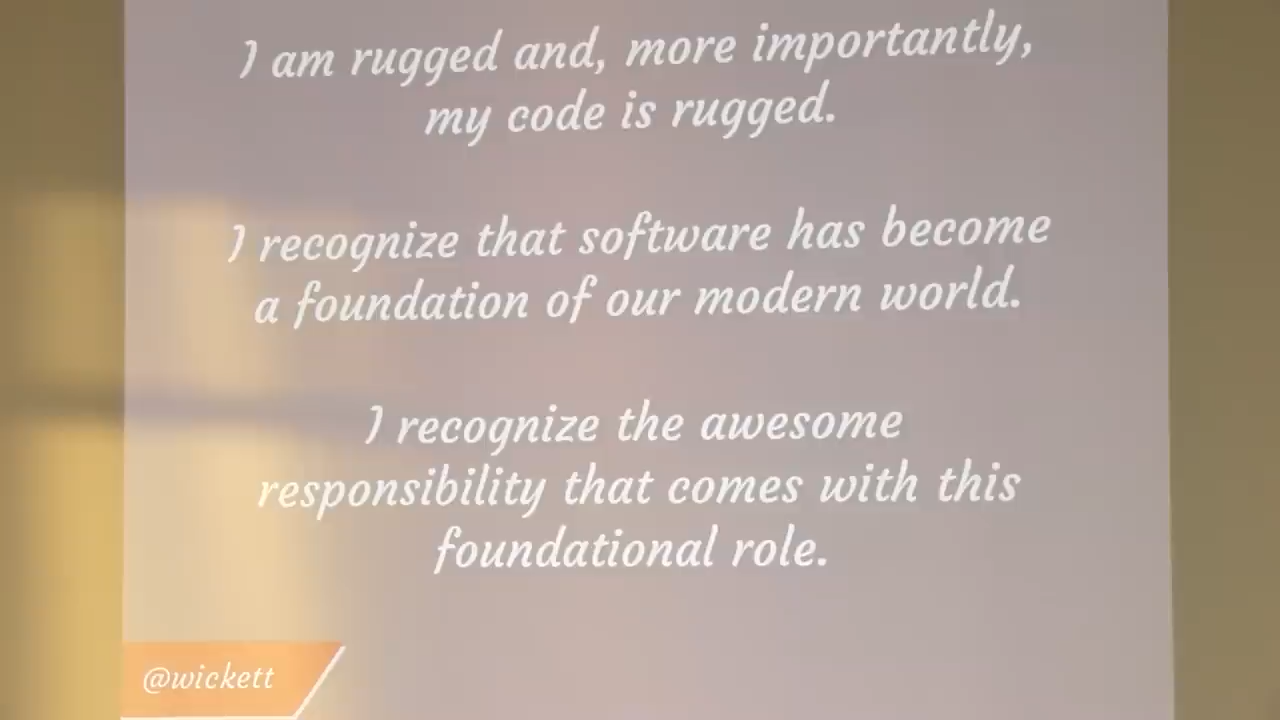 I am rugged and, more importantly,
my code is rugged.
I recognize that software has become
a foundation of our modern world.
I recognize the awesome
responsibility that comes with this
foundational role.
@wickett